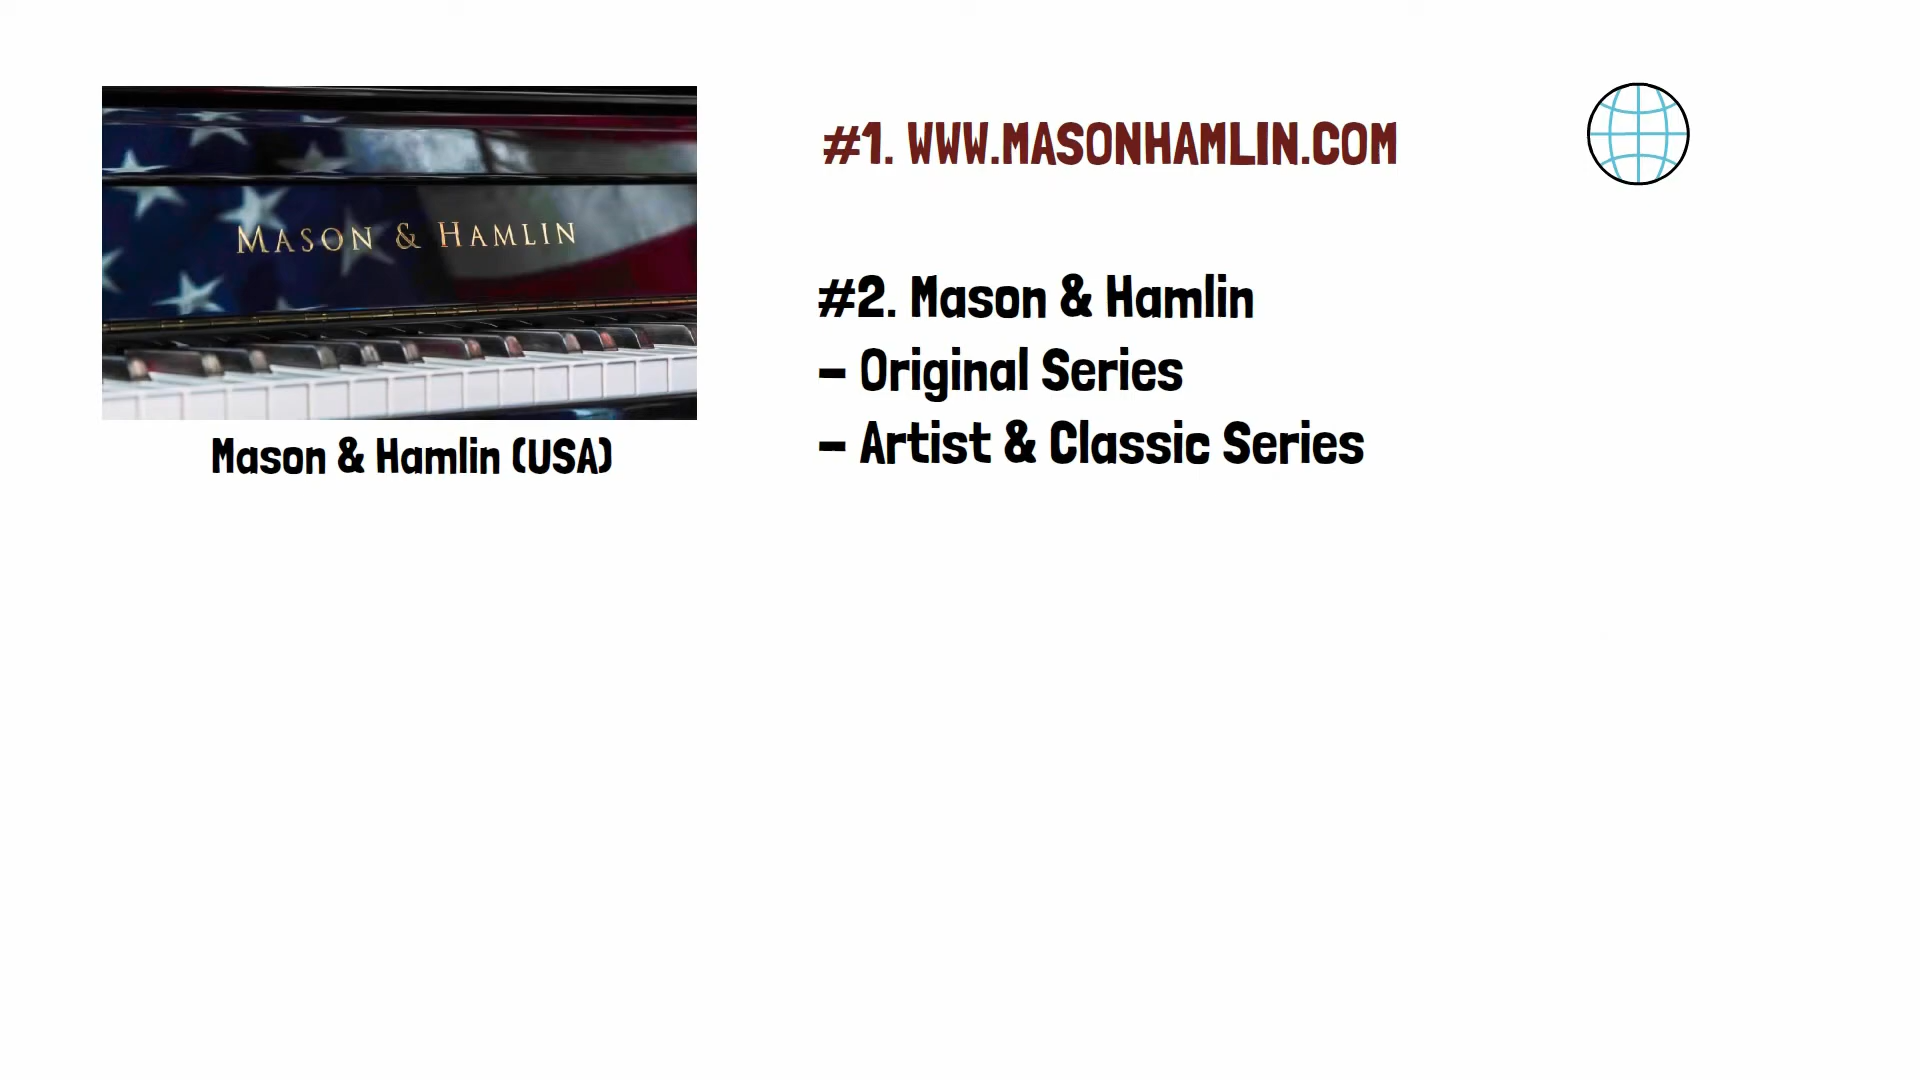 MASON & HAMLIN
Mason & Hamlin (USA)
#1. WWW.MASONHAMLIN.COM
#2. Mason & Hamlin
- Original Series
- Artist & Classic Series